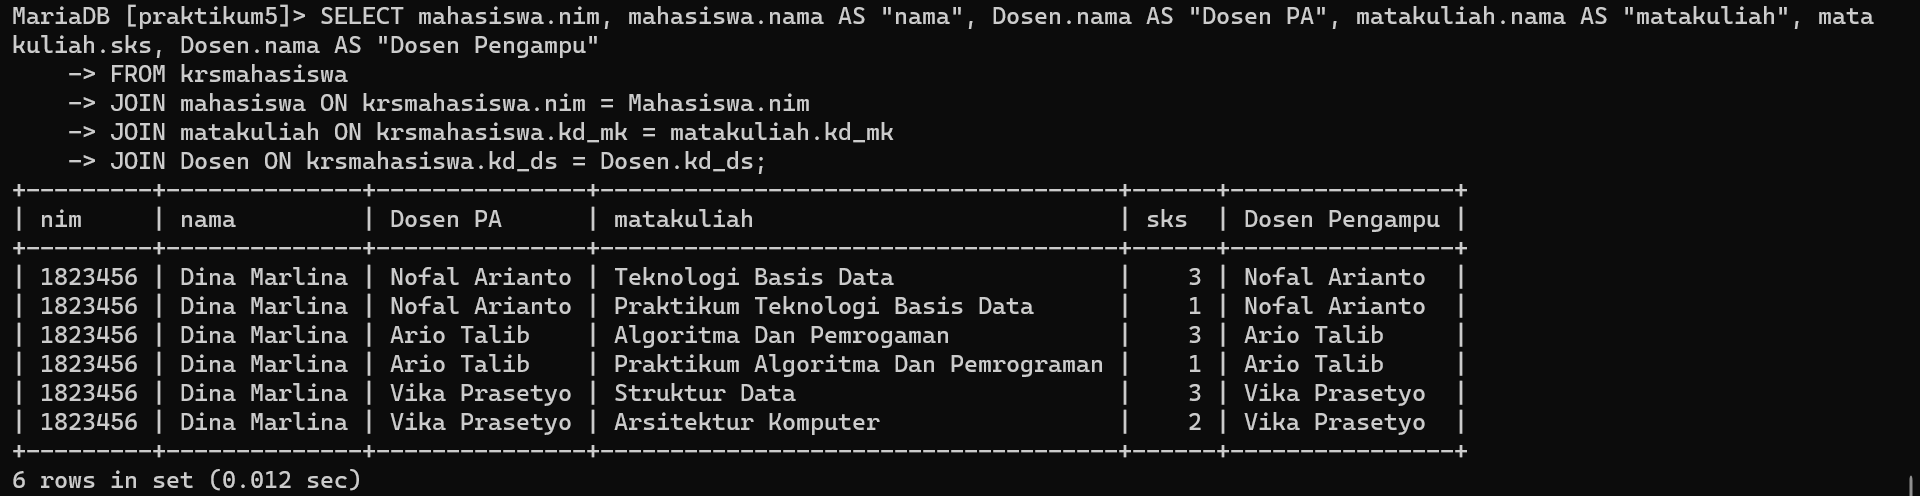 MariaDB [praktikum5]> SELECT mahasiswa.nim, mahasiswa.nama AS "nama", Dosen.nama AS "Dosen PA", matakuliah.nama AS "matakuliah", mata
kuliah.sks, Dosen.nama AS "Dosen Pengampu"
    -> FROM krsmahasiswa
    -> JOIN mahasiswa ON krsmahasiswa.nim = Mahasiswa.nim
    -> JOIN matakuliah ON krsmahasiswa.kd_mk = matakuliah.kd_mk
    -> JOIN Dosen ON krsmahasiswa.kd_ds = Dosen.kd_ds;
+---------+--------------+---------------+-------------------------------------+------+----------------+
| nim     | nama         | Dosen PA      | matakuliah                          | sks  | Dosen Pengampu |
+---------+--------------+---------------+-------------------------------------+------+----------------+
| 1823456 | Dina Marlina | Nofal Arianto | Teknologi Basis Data                |    3 | Nofal Arianto  |
| 1823456 | Dina Marlina | Nofal Arianto | Praktikum Teknologi Basis Data      |    1 | Nofal Arianto  |
| 1823456 | Dina Marlina | Ario Talib    | Algoritma Dan Pemrogaman            |    3 | Ario Talib     |
| 1823456 | Dina Marlina | Ario Talib    | Praktikum Algoritma Dan Pemrograman |    1 | Ario Talib     |
| 1823456 | Dina Marlina | Vika Prasetyo | Struktur Data                       |    3 | Vika Prasetyo  |
| 1823456 | Dina Marlina | Vika Prasetyo | Arsitektur Komputer                 |    2 | Vika Prasetyo  |
+---------+--------------+---------------+-------------------------------------+------+----------------+
6 rows in set (0.012 sec)